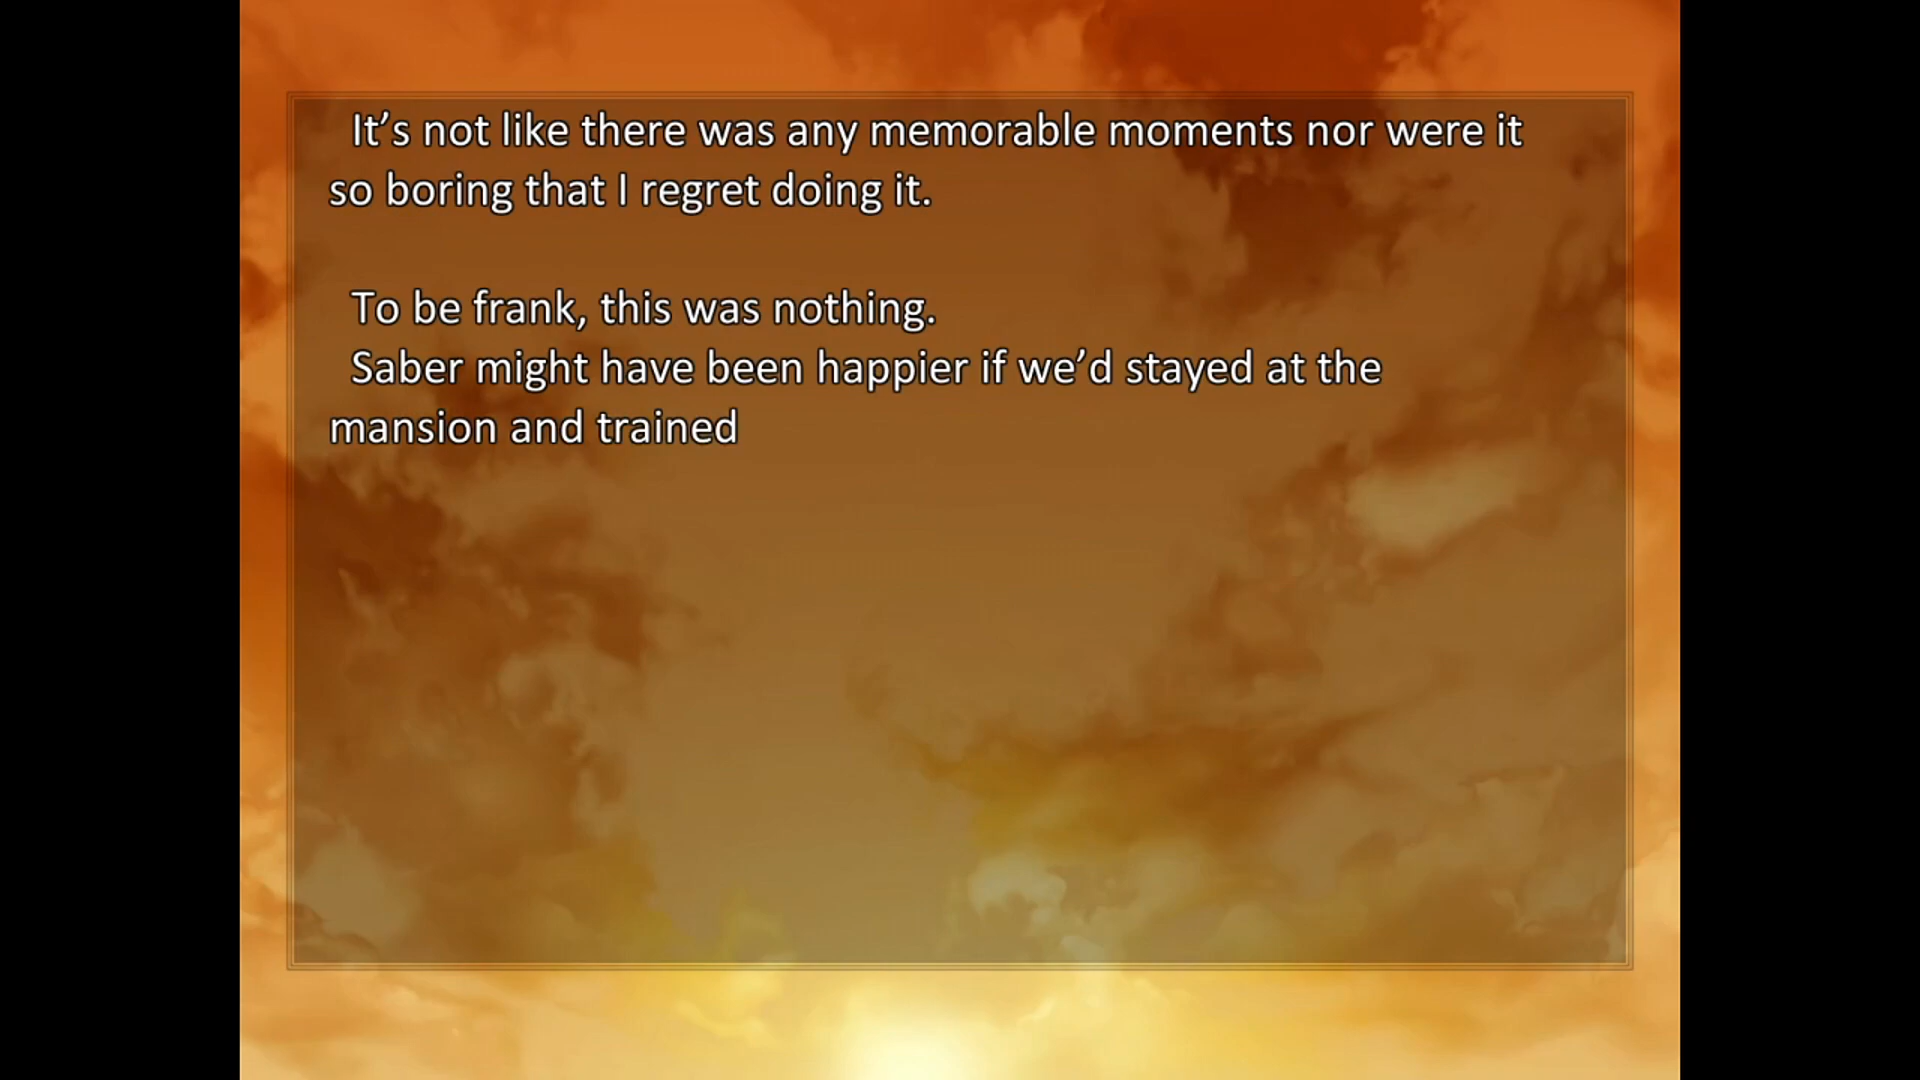 It’s not like there was any memorable moments nor were it
so boring that I regret doing it.
To be frank, this was nothing.
Saber might have been happier if we’d stayed at the
mansion and trained